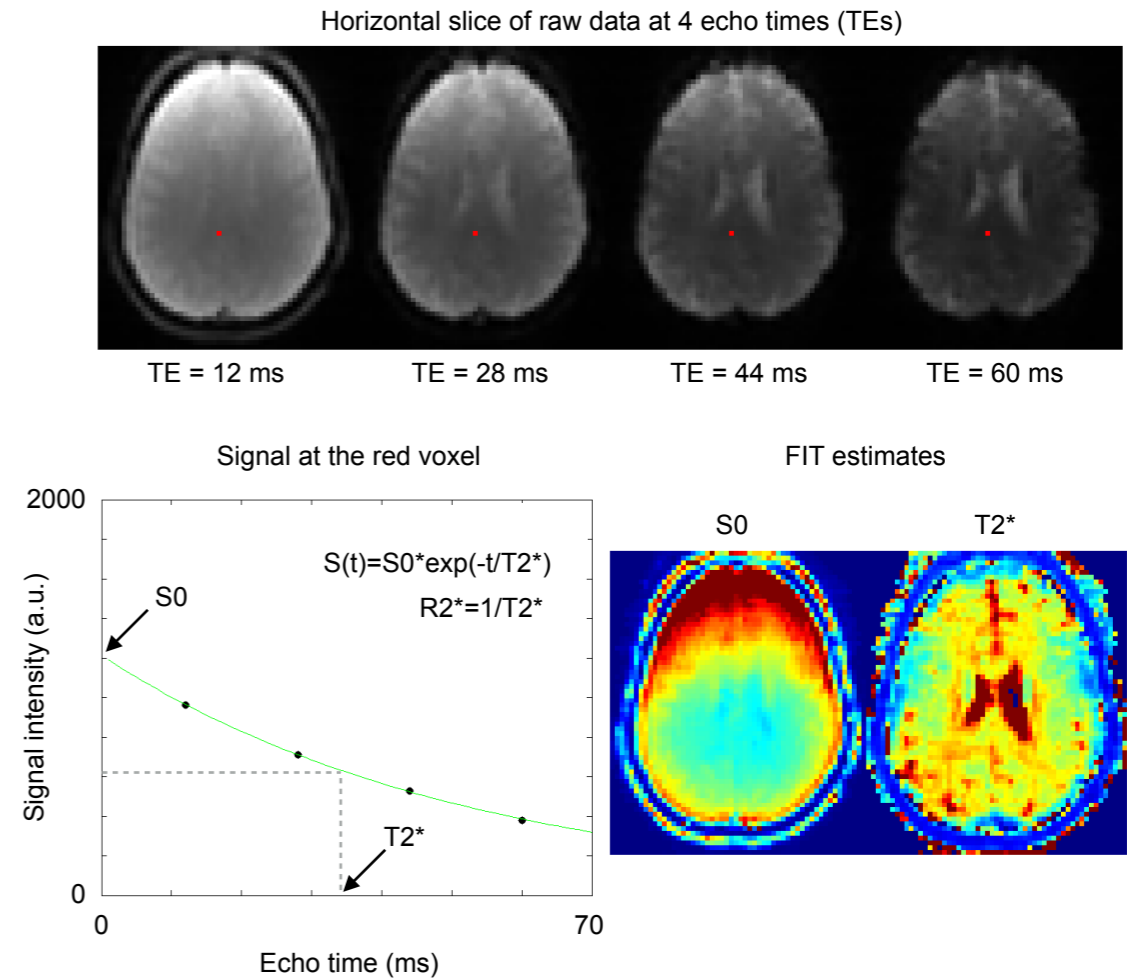 Horizontal slice of raw data at 4 echo times (TEs)
TE = 12 ms
TE = 28 ms
TE = 44 ms
TE = 60 ms
Signal at the red voxel
2000
Signal intensity (a.u.)
S(t)=S0*exp(-t/T2*)
R2*=1/T2*
S0
T2*
0
0
70
Echo time (ms)
FIT estimates
S0
T2*